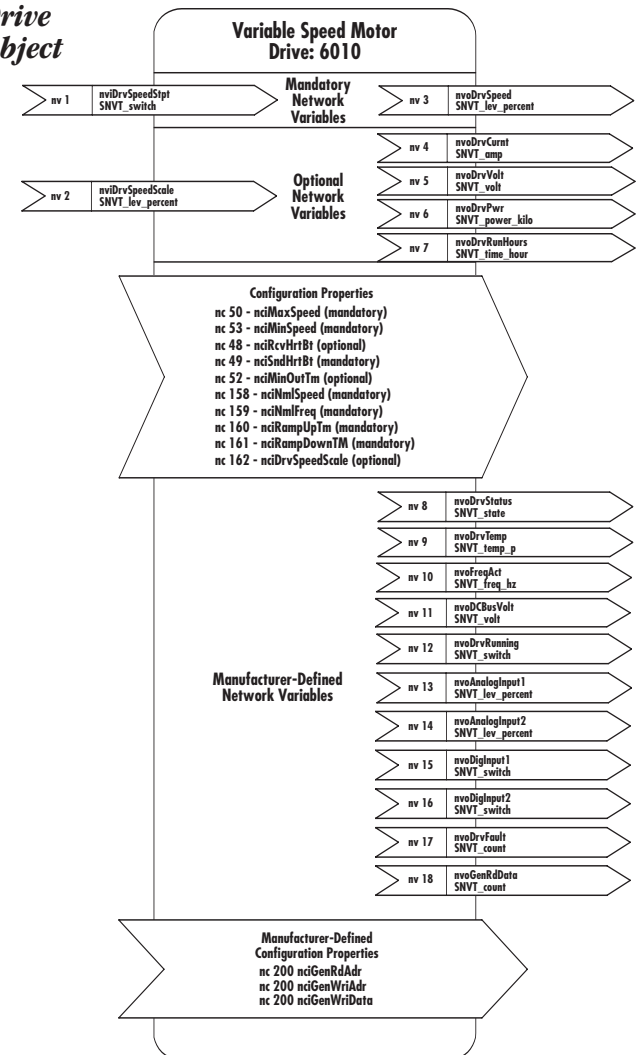 rive
bject
Variable Speed Motor
Drive: 6010
Mandatory
Network
Variables
nv 1
nviDrvSpeedStpt
SNVT_switch
nv 3
nvoDrvSpeed
SNVT_lev_percent
Optional
Network
Variables
nv 2
nviDrvSpeedScale
SNVT_lev_percent
nv 4
nvoDrvCurnt
SNVT_amp
nv 5
nvoDrvVolt
SNVT_volt
nv 6
nvoDrvPwr
SNVT_power_kilo
nv 7
nvoDrvRunHours
SNVT_time_hour
Configuration Properties
nc 50 - nciMaxSpeed (mandatory)
nc 53 - nciMinSpeed (mandatory)
nc 48 - nciRcvHrtBt (optional)
nc 49 - nciSndHrtBt (mandatory)
nc 52 - nciMinOutTm (optional)
nc 158 - nciNmlSpeed (mandatory)
nc 159 - nciNmlFreq (mandatory)
nc 160 - nciRampUpTm (mandatory)
nc 161 - nciRampDownTM (mandatory)
nc 162 - nciDrvSpeedScale (optional)
Manufacturer-Defined
Network Variables
nv 8
nvoDrvStatus
SNVT_state
nv 9
nvoDrvTemp
SNVT_temp_p
nv 10
nvoFreqAct
SNVT_freq_hz
nv 11
nvoDCBusVolt
SNVT_volt
nv 12
nvoDrvRunning
SNVT_switch
nv 13
nvoAnalogInput1
SNVT_lev_percent
nv 14
nvoAnalogInput2
SNVT_lev_percent
nv 15
nvoDigInput1
SNVT_switch
nv 16
nvoDigInput2
SNVT_switch
nv 17
nvoDrvFault
SNVT_count
nv 18
nvoGenRdData
SNVT_count
Manufacturer-Defined
Configuration Properties
nc 200 nciGenRdAdr
nc 200 nciGenWriAdr
nc 200 nciGenWriData